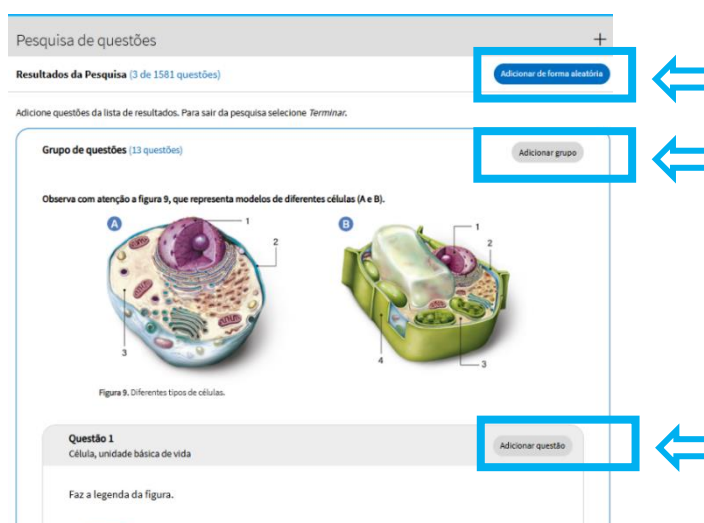 Pesquisa de questões +
Resultados da Pesquisa (3 de 1581 questões) Adicionar de forma aleatória
Adicione questões da lista de resultados. Para sair da pesquisa selecione Terminar.
Grupo de questões (13 questões) Adicionar grupo
Observa com atenção a figura 9, que representa modelos de diferentes células (A e B).
A 1 B 1
2 2
3 4 3
Figura 9. Diferentes tipos de células.
Questão 1
Célula, unidade básica de vida Adicionar questão
Faz a legenda da figura.